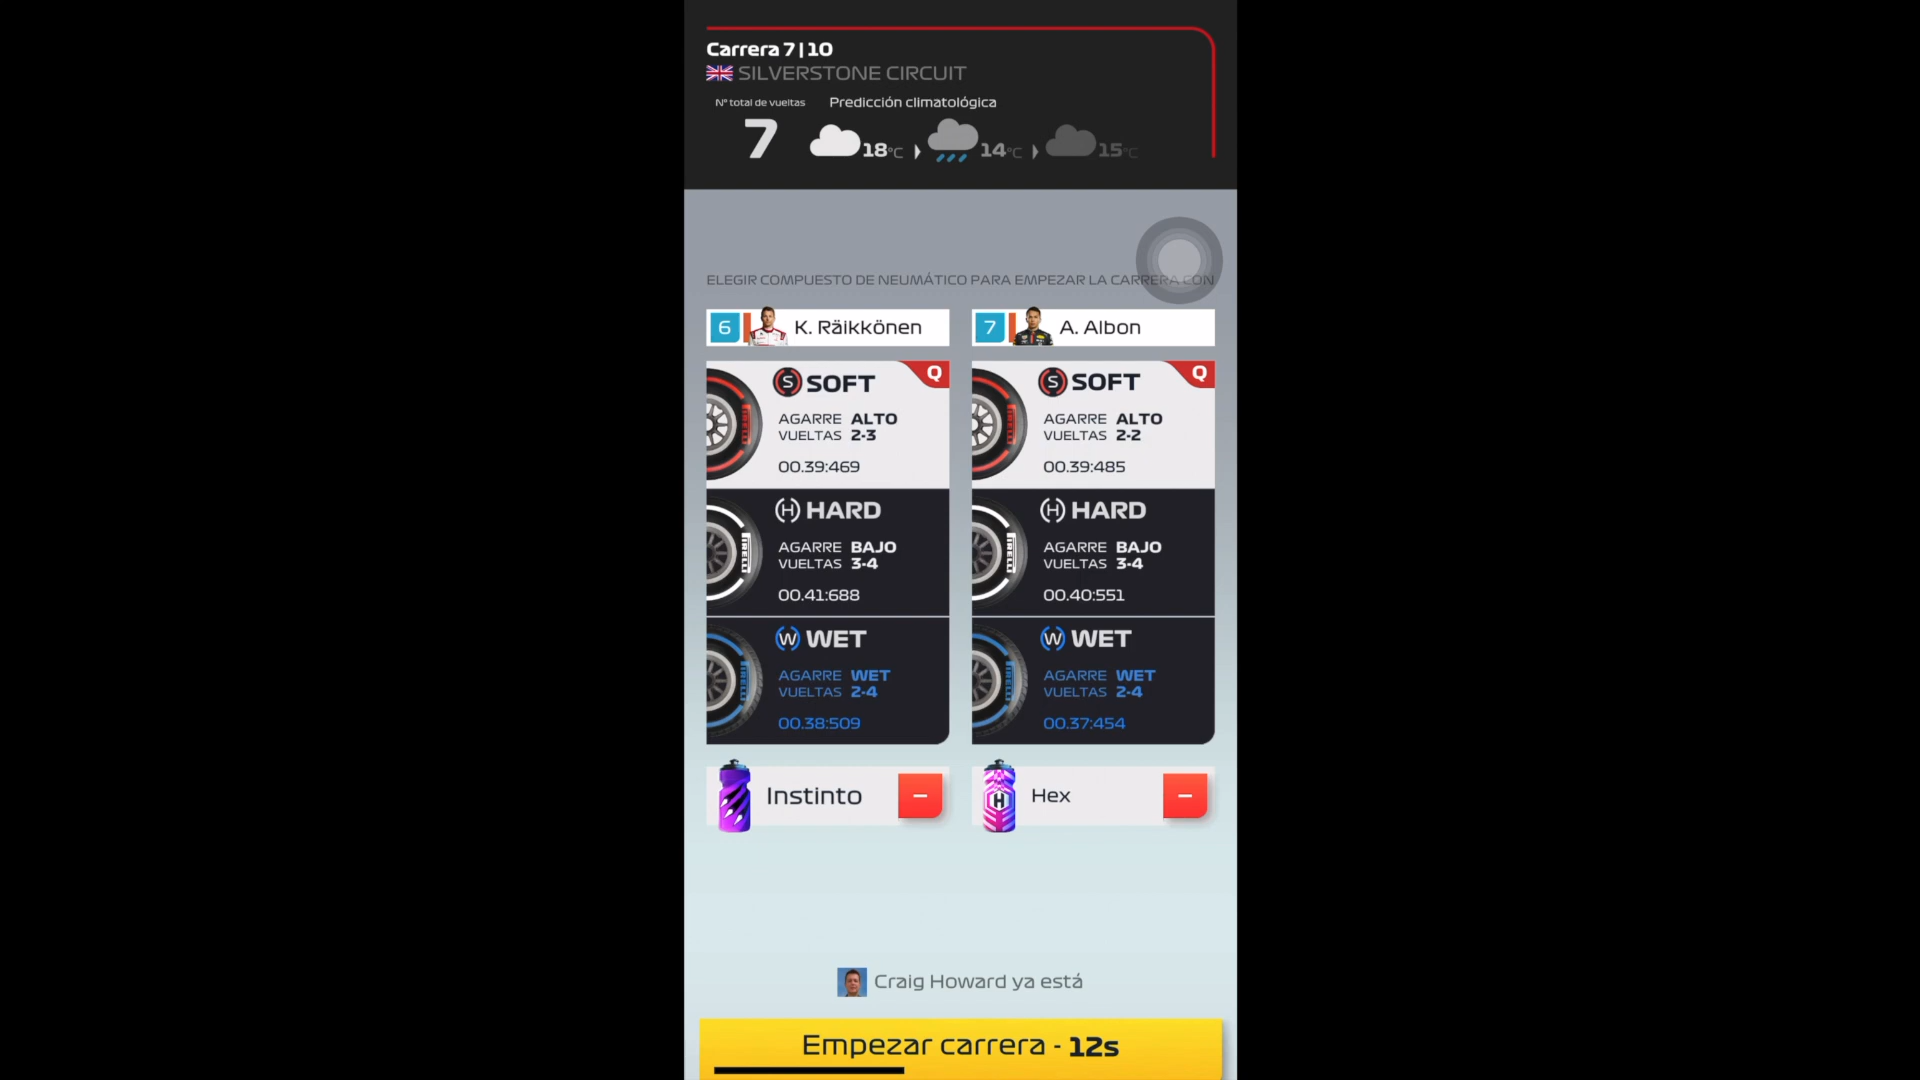 Carrera 7|10
SILVERSTONE CIRCUIT
Nº total de vueltas
Predicción climatológica
7
18°C
14°C
15°C
ELEGIR COMPUESTO DE NEUMÁTICO PARA EMPEZAR LA CARRERA CON
6 K. Räikkönen
7 A. Albon
S SOFT Q
AGARRE ALTO
VUELTAS 2-3
00.39:469
S SOFT Q
AGARRE ALTO
VUELTAS 2-2
00.39:485
H HARD
AGARRE BAJO
VUELTAS 3-4
00.41:688
H HARD
AGARRE BAJO
VUELTAS 3-4
00.40:551
W WET
AGARRE WET
VUELTAS 2-4
00.38:509
W WET
AGARRE WET
VUELTAS 2-4
00.37:454
Instinto
H
Hex
Craig Howard ya está
Empezar carrera - 12s